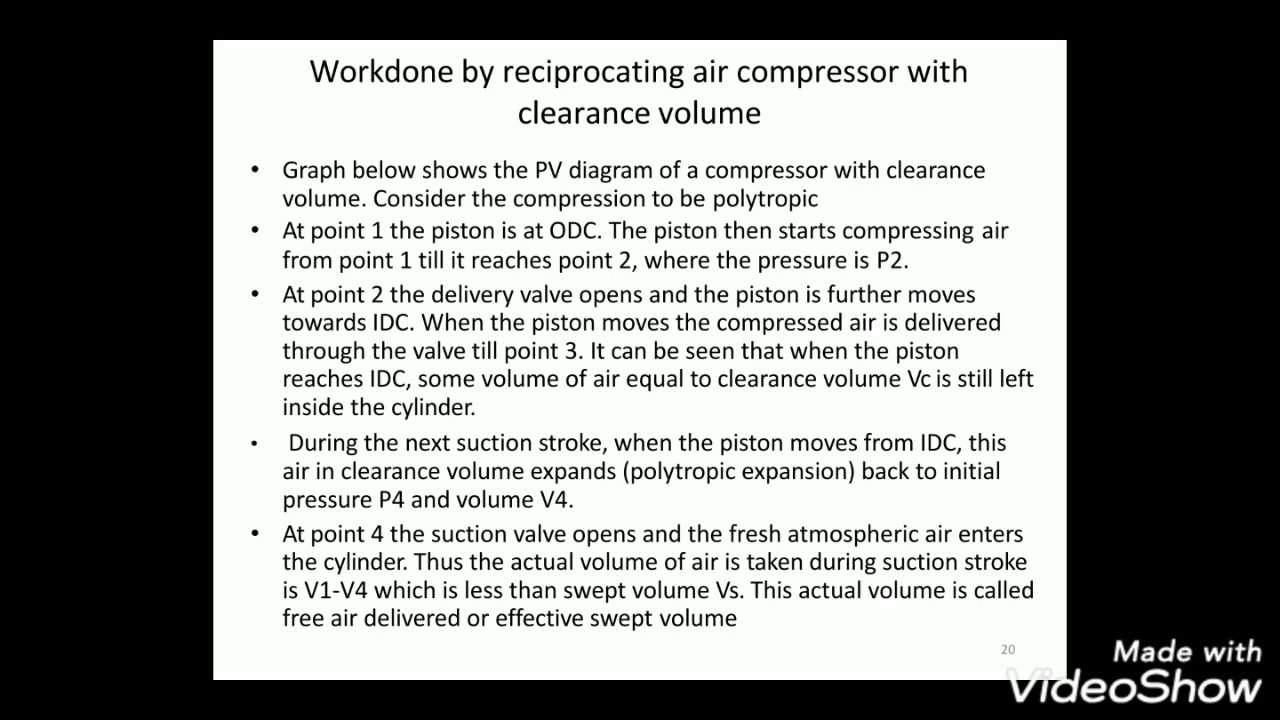 Workdone by reciprocating air compressor with
clearance volume
• Graph below shows the PV diagram of a compressor with clearance
volume. Consider the compression to be polytropic
• At point 1 the piston is at ODC. The piston then starts compressing air
from point 1 till it reaches point 2, where the pressure is P2.
• At point 2 the delivery valve opens and the piston is further moves
towards IDC. When the piston moves the compressed air is delivered
through the valve till point 3. It can be seen that when the piston
reaches IDC, some volume of air equal to clearance volume Vc is still left
inside the cylinder.
• During the next suction stroke, when the piston moves from IDC, this
air in clearance volume expands (polytropic expansion) back to initial
pressure P4 and volume V4.
• At point 4 the suction valve opens and the fresh atmospheric air enters
the cylinder. Thus the actual volume of air is taken during suction stroke
is V1-V4 which is less than swept volume Vs. This actual volume is called
free air delivered or effective swept volume
20
Made with
VideoShow